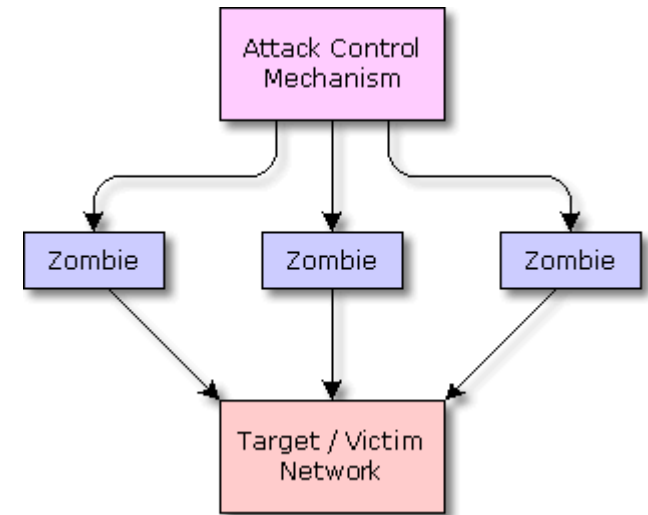 Attack Control
Mechanism
Zombie
Zombie
Zombie
Target / Victim
Network